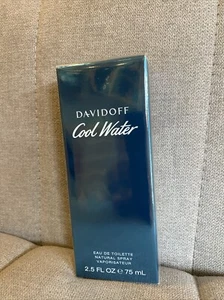 DAVIDOFF
Cool Water
EAU DE TOILETTE
NATURAL SPRAY
VAPORISATEUR
2.5 FL OZ ℮ 75 mL